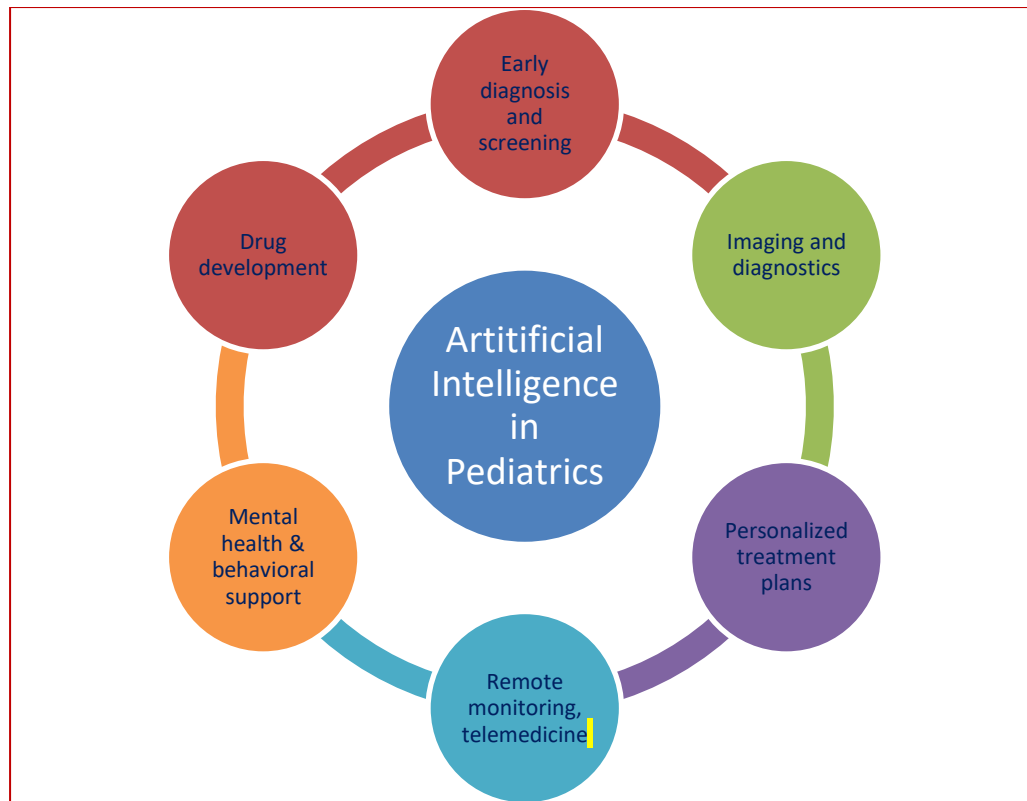 Early
diagnosis
and
screening
Imaging and
diagnostics
Personalized
treatment
plans
Remote
monitoring,
telemedicine
Mental
health &
behavioral
support
Drug
development
Artitificial
Intelligence
in
Pediatrics